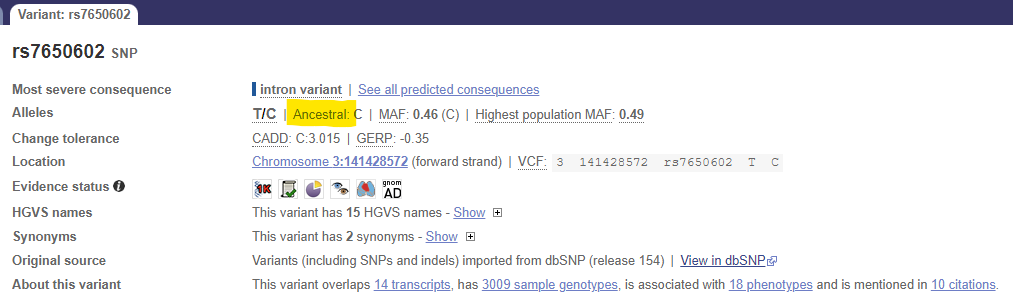 Variant: rs7650602
rs7650602 SNP
Most severe consequence intron variant | See all predicted consequences
Alleles T/C | Ancestral: C | MAF: 0.46 (C) | Highest population MAF: 0.49
Change tolerance CADD: C:3.015 | GERP: -0.35
Location Chromosome 3:141428572 (forward strand) | VCF: 3 141428572 rs7650602 T C
Evidence status i 1K gnom AD
HGVS names This variant has 15 HGVS names - Show +
Synonyms This variant has 2 synonyms - Show +
Original source Variants (including SNPs and indels) imported from dbSNP (release 154) | View in dbSNP
About this variant This variant overlaps 14 transcripts, has 3009 sample genotypes, is associated with 18 phenotypes and is mentioned in 10 citations.